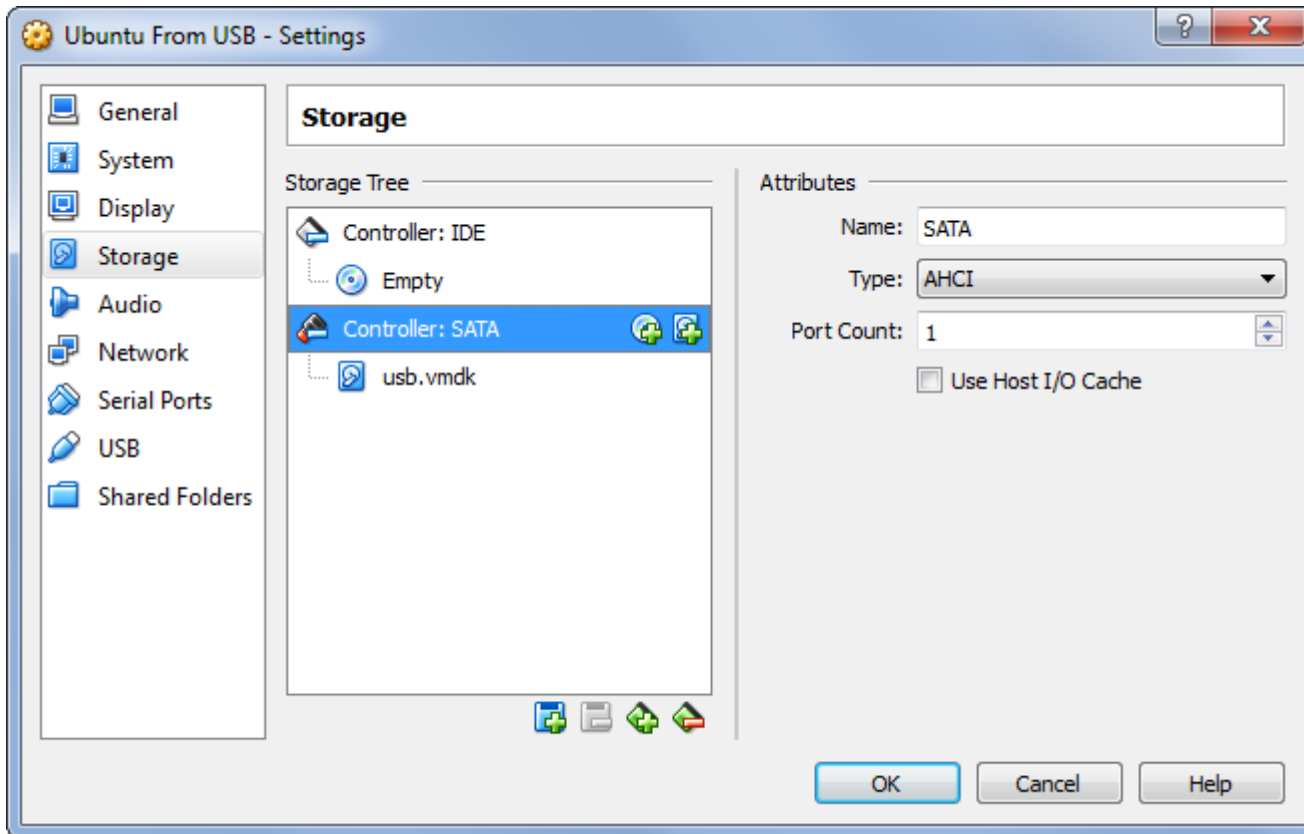 Ubuntu From USB - Settings
General
System
Display
Storage
Audio
Network
Serial Ports
USB
Shared Folders
Storage
Storage Tree
Controller: IDE
Empty
Controller: SATA
usb.vmdk
Attributes
Name: SATA
Type: AHCI
Port Count: 1
Use Host I/O Cache
OK Cancel Help